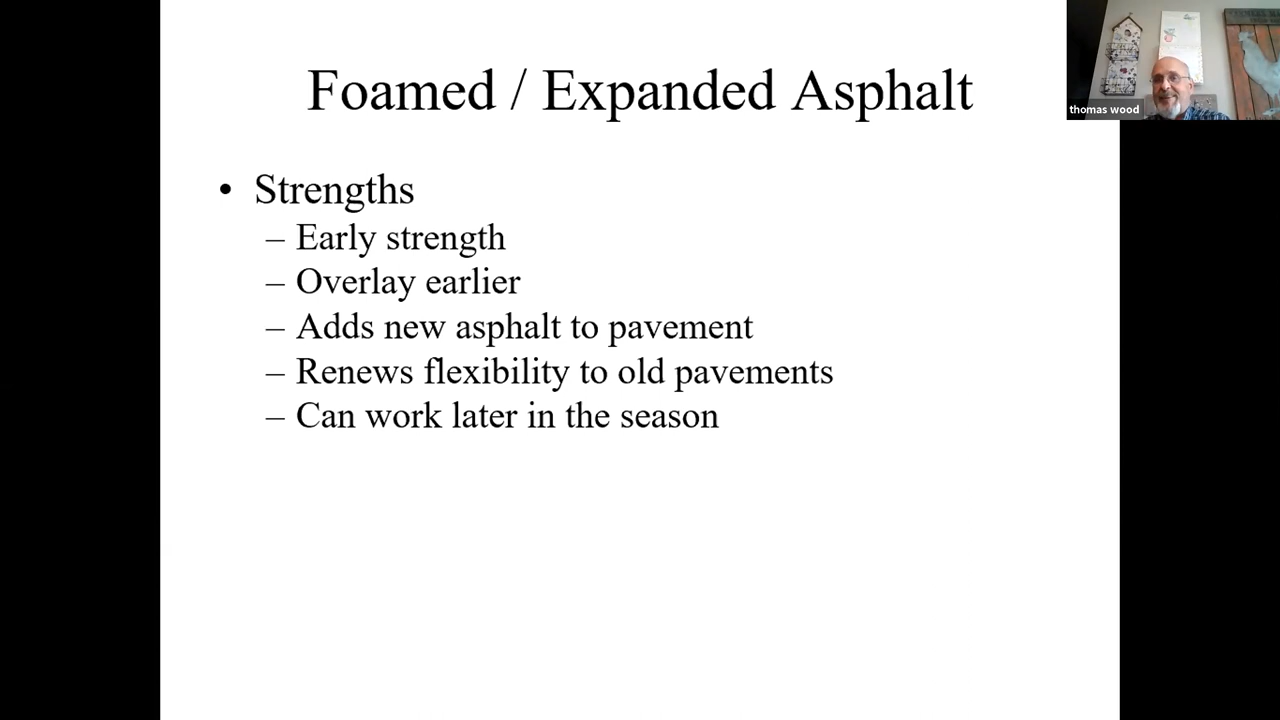 Foamed / Expanded Asphalt
• Strengths
– Early strength
– Overlay earlier
– Adds new asphalt to pavement
– Renews flexibility to old pavements
– Can work later in the season
thomas wood